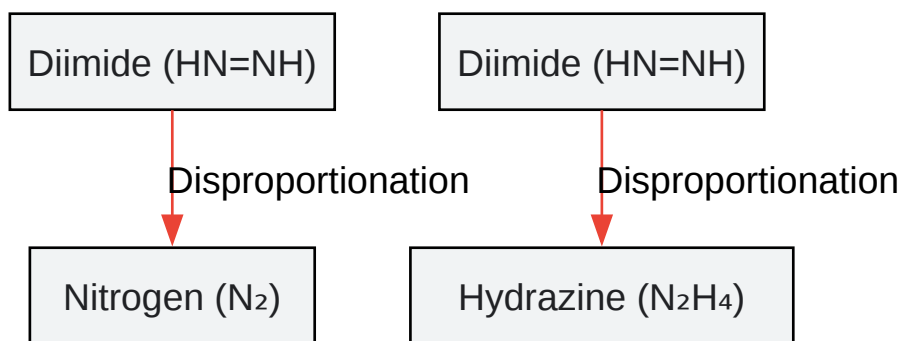 Diimide (HN=NH)
Diimide (HN=NH)
Disproportionation
Disproportionation
Nitrogen (N₂)
Hydrazine (N₂H₄)